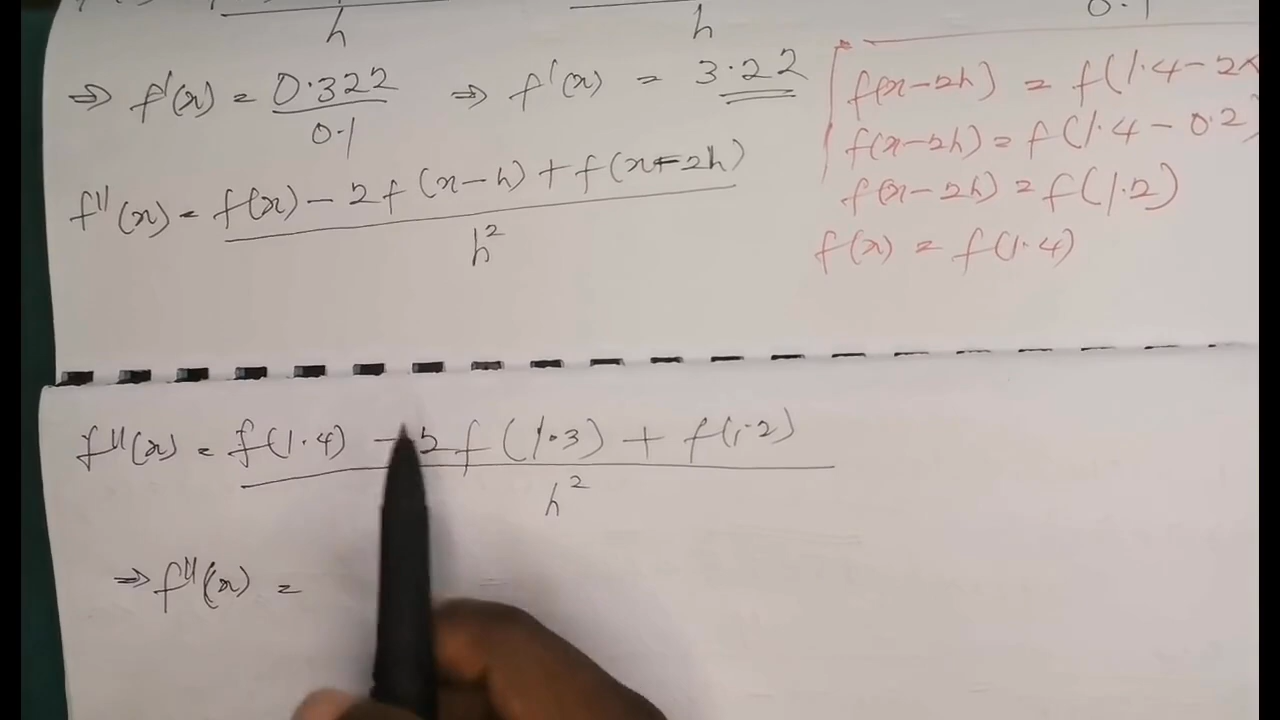 h h 0.1
⇒ f'(x) = 0.322 / 0.1 ⇒ f'(x) = 3.22
f''(x) = f(x) - 2f(x-h) + f(x-2h) / h²
f(x-2h) = f(1.4-2x
f(x-2h) = f(1.4-0.2)
f(x-2h) = f(1.2)
f(x) = f(1.4)
f''(x) = f(1.4) - 2f(1.3) + f(1.2) / h²
⇒ f''(x) =